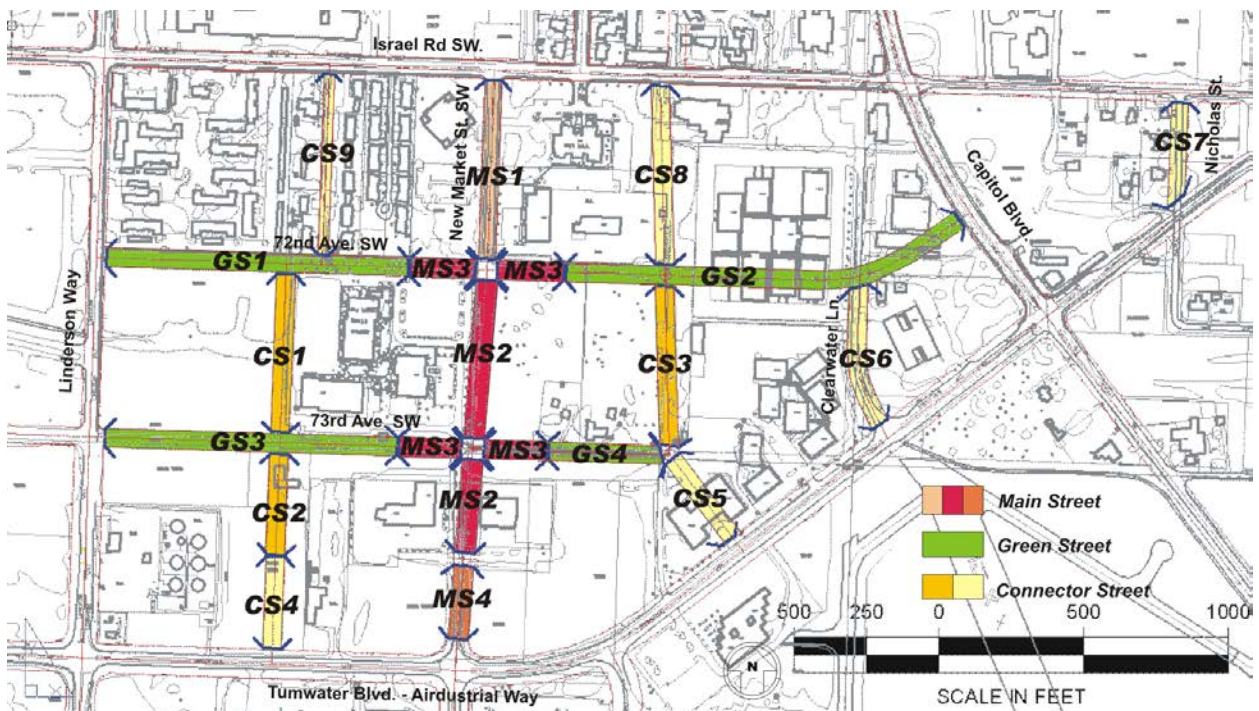 Israel Rd SW.
CS9
New Market St. SW
MS1
CS8
CS7
Nicholas St.
Capitol Blvd.
72nd Ave. SW
GS1
MS3
MS3
GS2
Linderson Way
CS1
MS2
CS3
Clearwater Ln.
CS6
73rd Ave. SW
GS3
MS3
MS3
GS4
CS2
MS2
CS5
Main Street
Green Street
Connector Street
CS4
MS4
500 250 0 500 1000
N
SCALE IN FEET
Tumwater Blvd. - Airdustrial Way